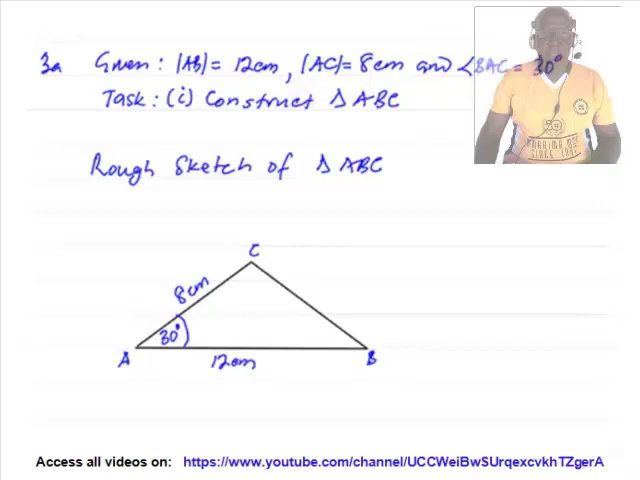 3a Given: |AB| = 12cm, |AC| = 8cm and ∠BAC = 30°
Task: (i) Construct Δ ABC
Rough Sketch of Δ ABC
C
8cm
30°
A
12cm
B
Access all videos on: https://www.youtube.com/channel/UCCWeiBwSUrqexcvkhTZgerA